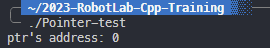 ~/2023-RobotLab-Cpp-Training
./Pointer-test
ptr's address: 0